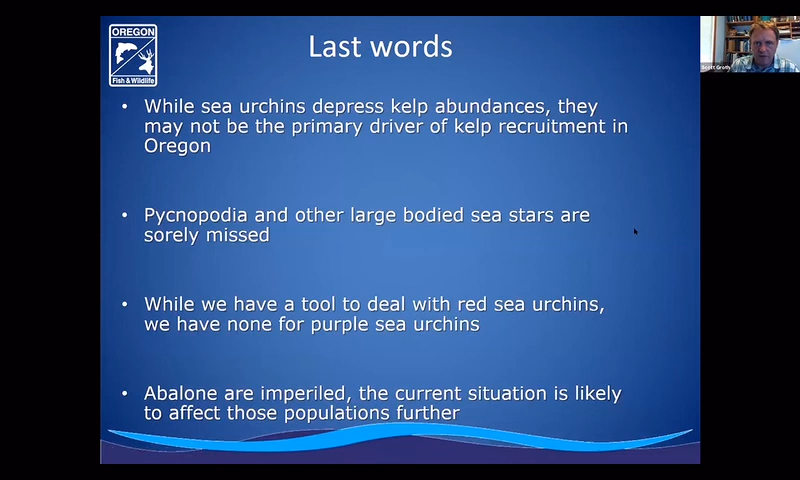 OREGON
Fish & Wildlife
Last words
Scott Groth
• While sea urchins depress kelp abundances, they
may not be the primary driver of kelp recruitment in
Oregon
• Pycnopodia and other large bodied sea stars are
sorely missed
• While we have a tool to deal with red sea urchins,
we have none for purple sea urchins
• Abalone are imperiled, the current situation is likely
to affect those populations further